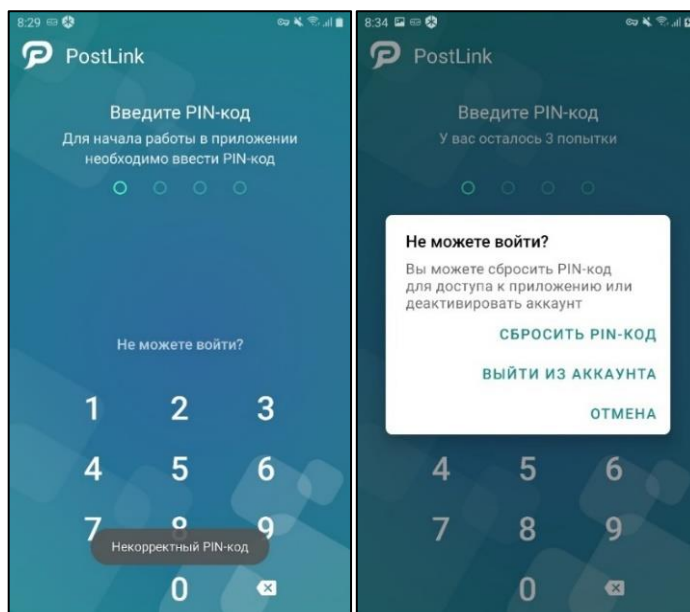 8:29
PostLink
Введите PIN-код
Для начала работы в приложении
необходимо ввести PIN-код
Не можете войти?
1 2 3
4 5 6
7 8 9
Некорректный PIN-код
0
8:34
PostLink
Введите PIN-код
У вас осталось 3 попытки
Не можете войти?
Вы можете сбросить PIN-код
для доступа к приложению или
деактивировать аккаунт
СБРОСИТЬ PIN-КОД
ВЫЙТИ ИЗ АККАУНТА
ОТМЕНА
4 5 6
7 8 9
0